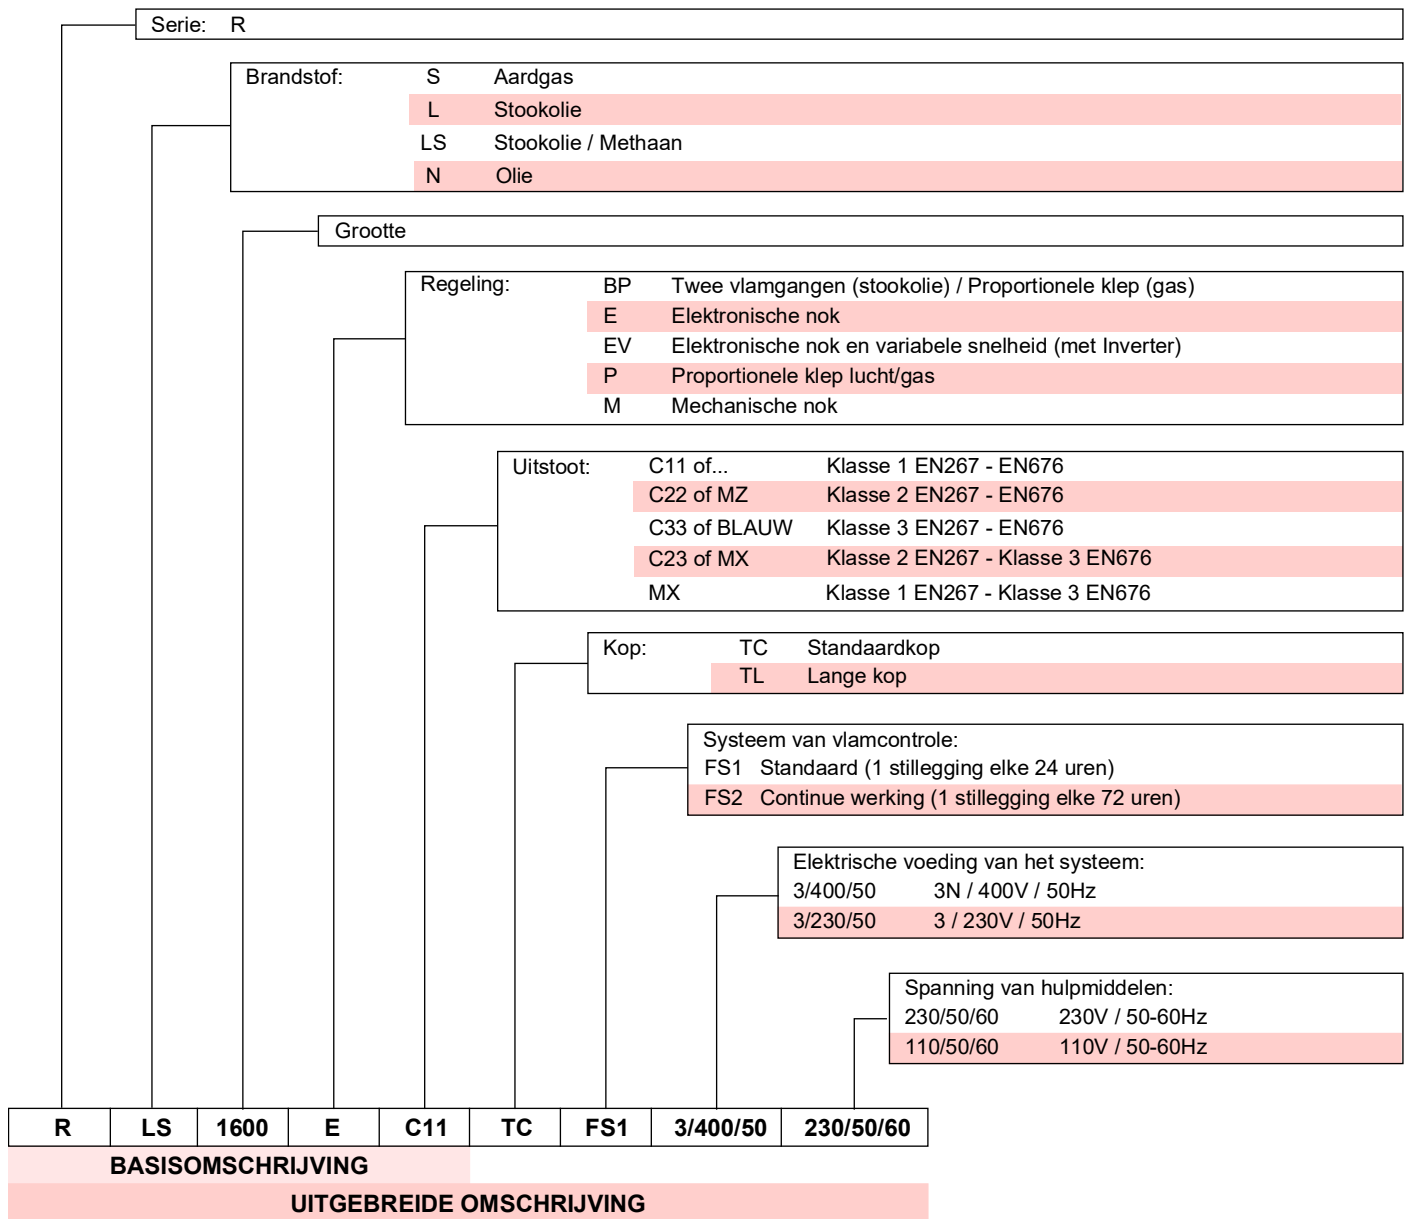 Serie: R
Brandstof: S Aardgas
L Stookolie
LS Stookolie / Methaan
N Olie
Grootte
Regeling: BP Twee vlamgangen (stookolie) / Proportionele klep (gas)
E Elektronische nok
EV Elektronische nok en variabele snelheid (met Inverter)
P Proportionele klep lucht/gas
M Mechanische nok
Uitstoot: C11 of... Klasse 1 EN267 - EN676
C22 of MZ Klasse 2 EN267 - EN676
C33 of BLAUW Klasse 3 EN267 - EN676
C23 of MX Klasse 2 EN267 - Klasse 3 EN676
MX Klasse 1 EN267 - Klasse 3 EN676
Kop: TC Standaardkop
TL Lange kop
Systeem van vlamcontrole:
FS1 Standaard (1 stillegging elke 24 uren)
FS2 Continue werking (1 stillegging elke 72 uren)
Elektrische voeding van het systeem:
3/400/50 3N / 400V / 50Hz
3/230/50 3 / 230V / 50Hz
Spanning van hulpmiddelen:
230/50/60 230V / 50-60Hz
110/50/60 110V / 50-60Hz
R LS 1600 E C11 TC FS1 3/400/50 230/50/60
BASISOMSCHRIJVING
UITGEBREIDE OMSCHRIJVING